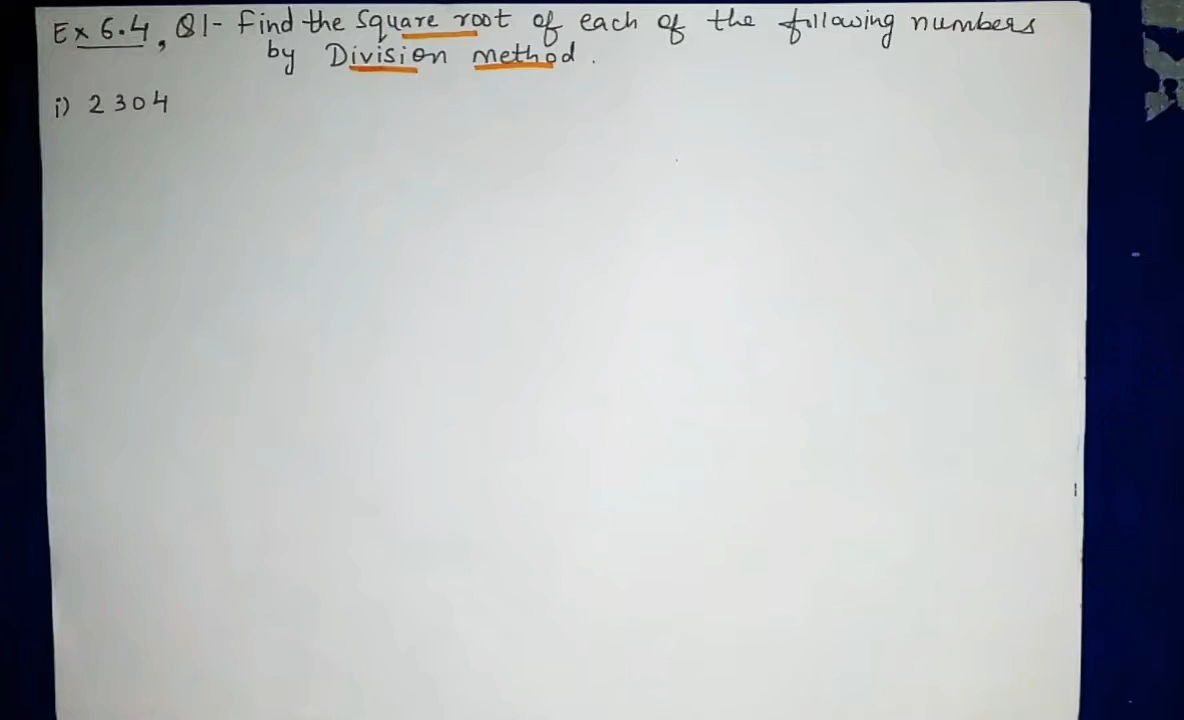 Ex 6.4, Q1- Find the Square root of each of the following numbers
by Division method.
i) 2304